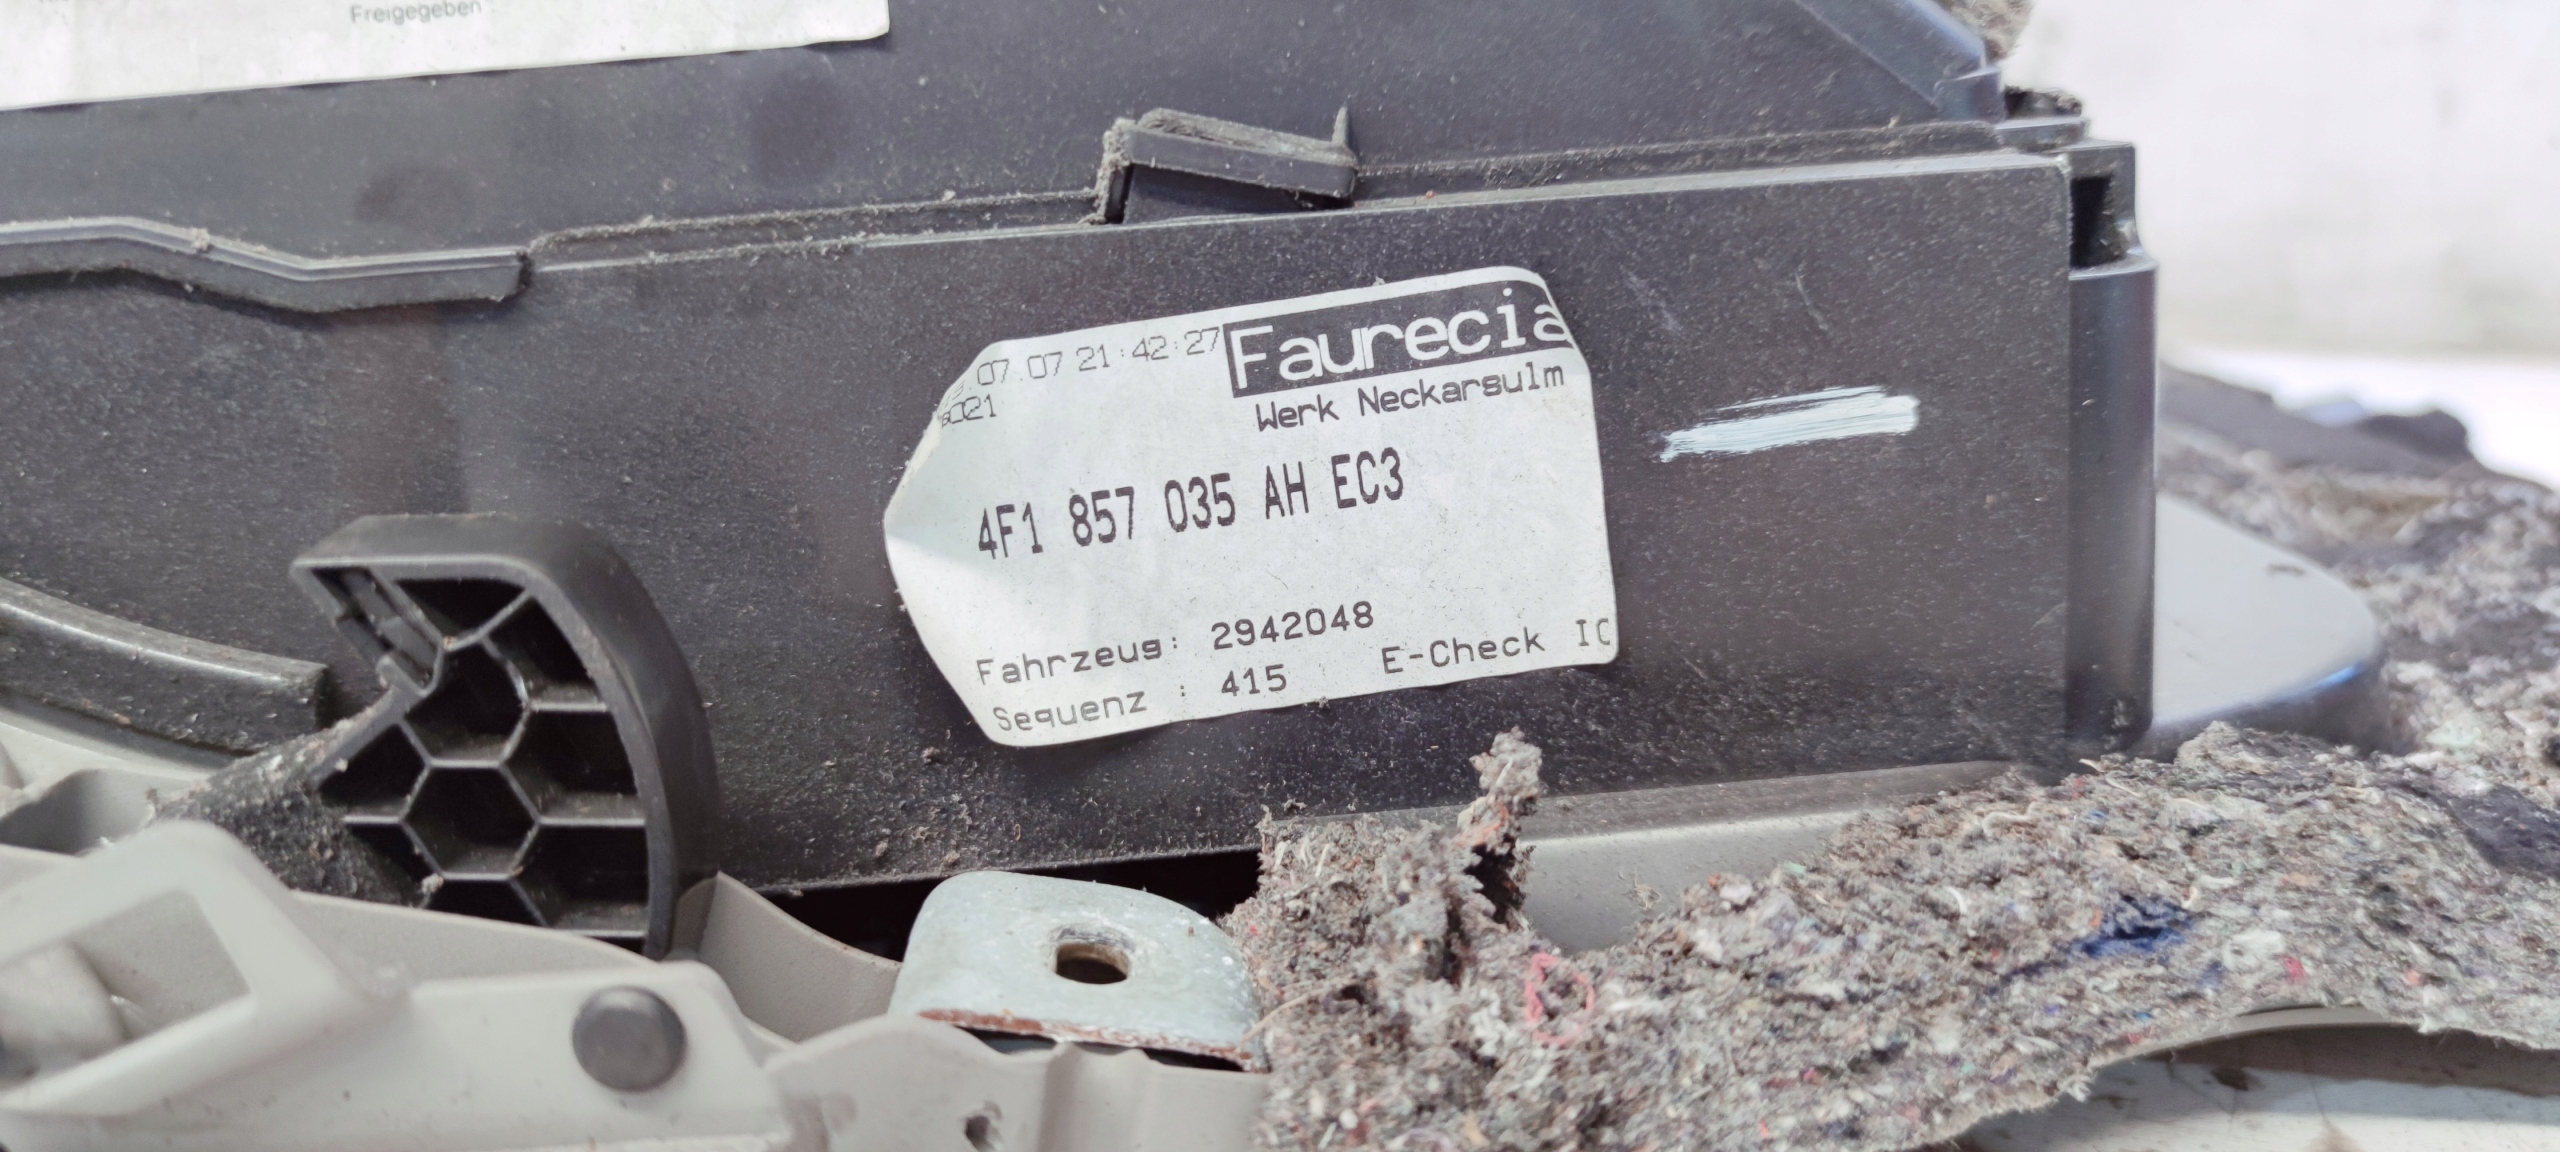 Freigegeben
.07.07 21:42:27 Faurecia
Werk Neckarsulm
4F1 857 035 AH EC3
Fahrzeug: 2942048
Sequenz : 415 E-Check IO